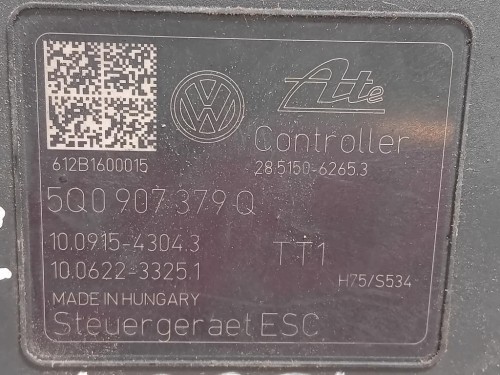 Ate
Controller
612B1600015
28.5150-6265.3
5Q0 907 379 Q
10.0915-4304.3
TT1
10.0622-3325.1
H75/S534
MADE IN HUNGARY
Steuergeraet ESC